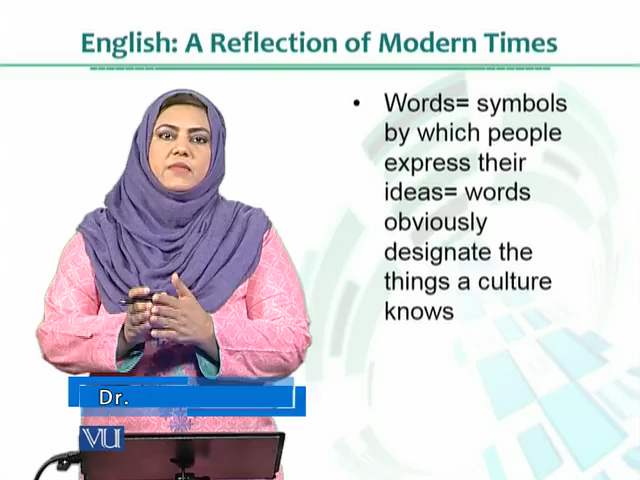 English: A Reflection of Modern Times
• Words= symbols
by which people
express their
ideas= words
obviously
designate the
things a culture
knows
Dr.
VU